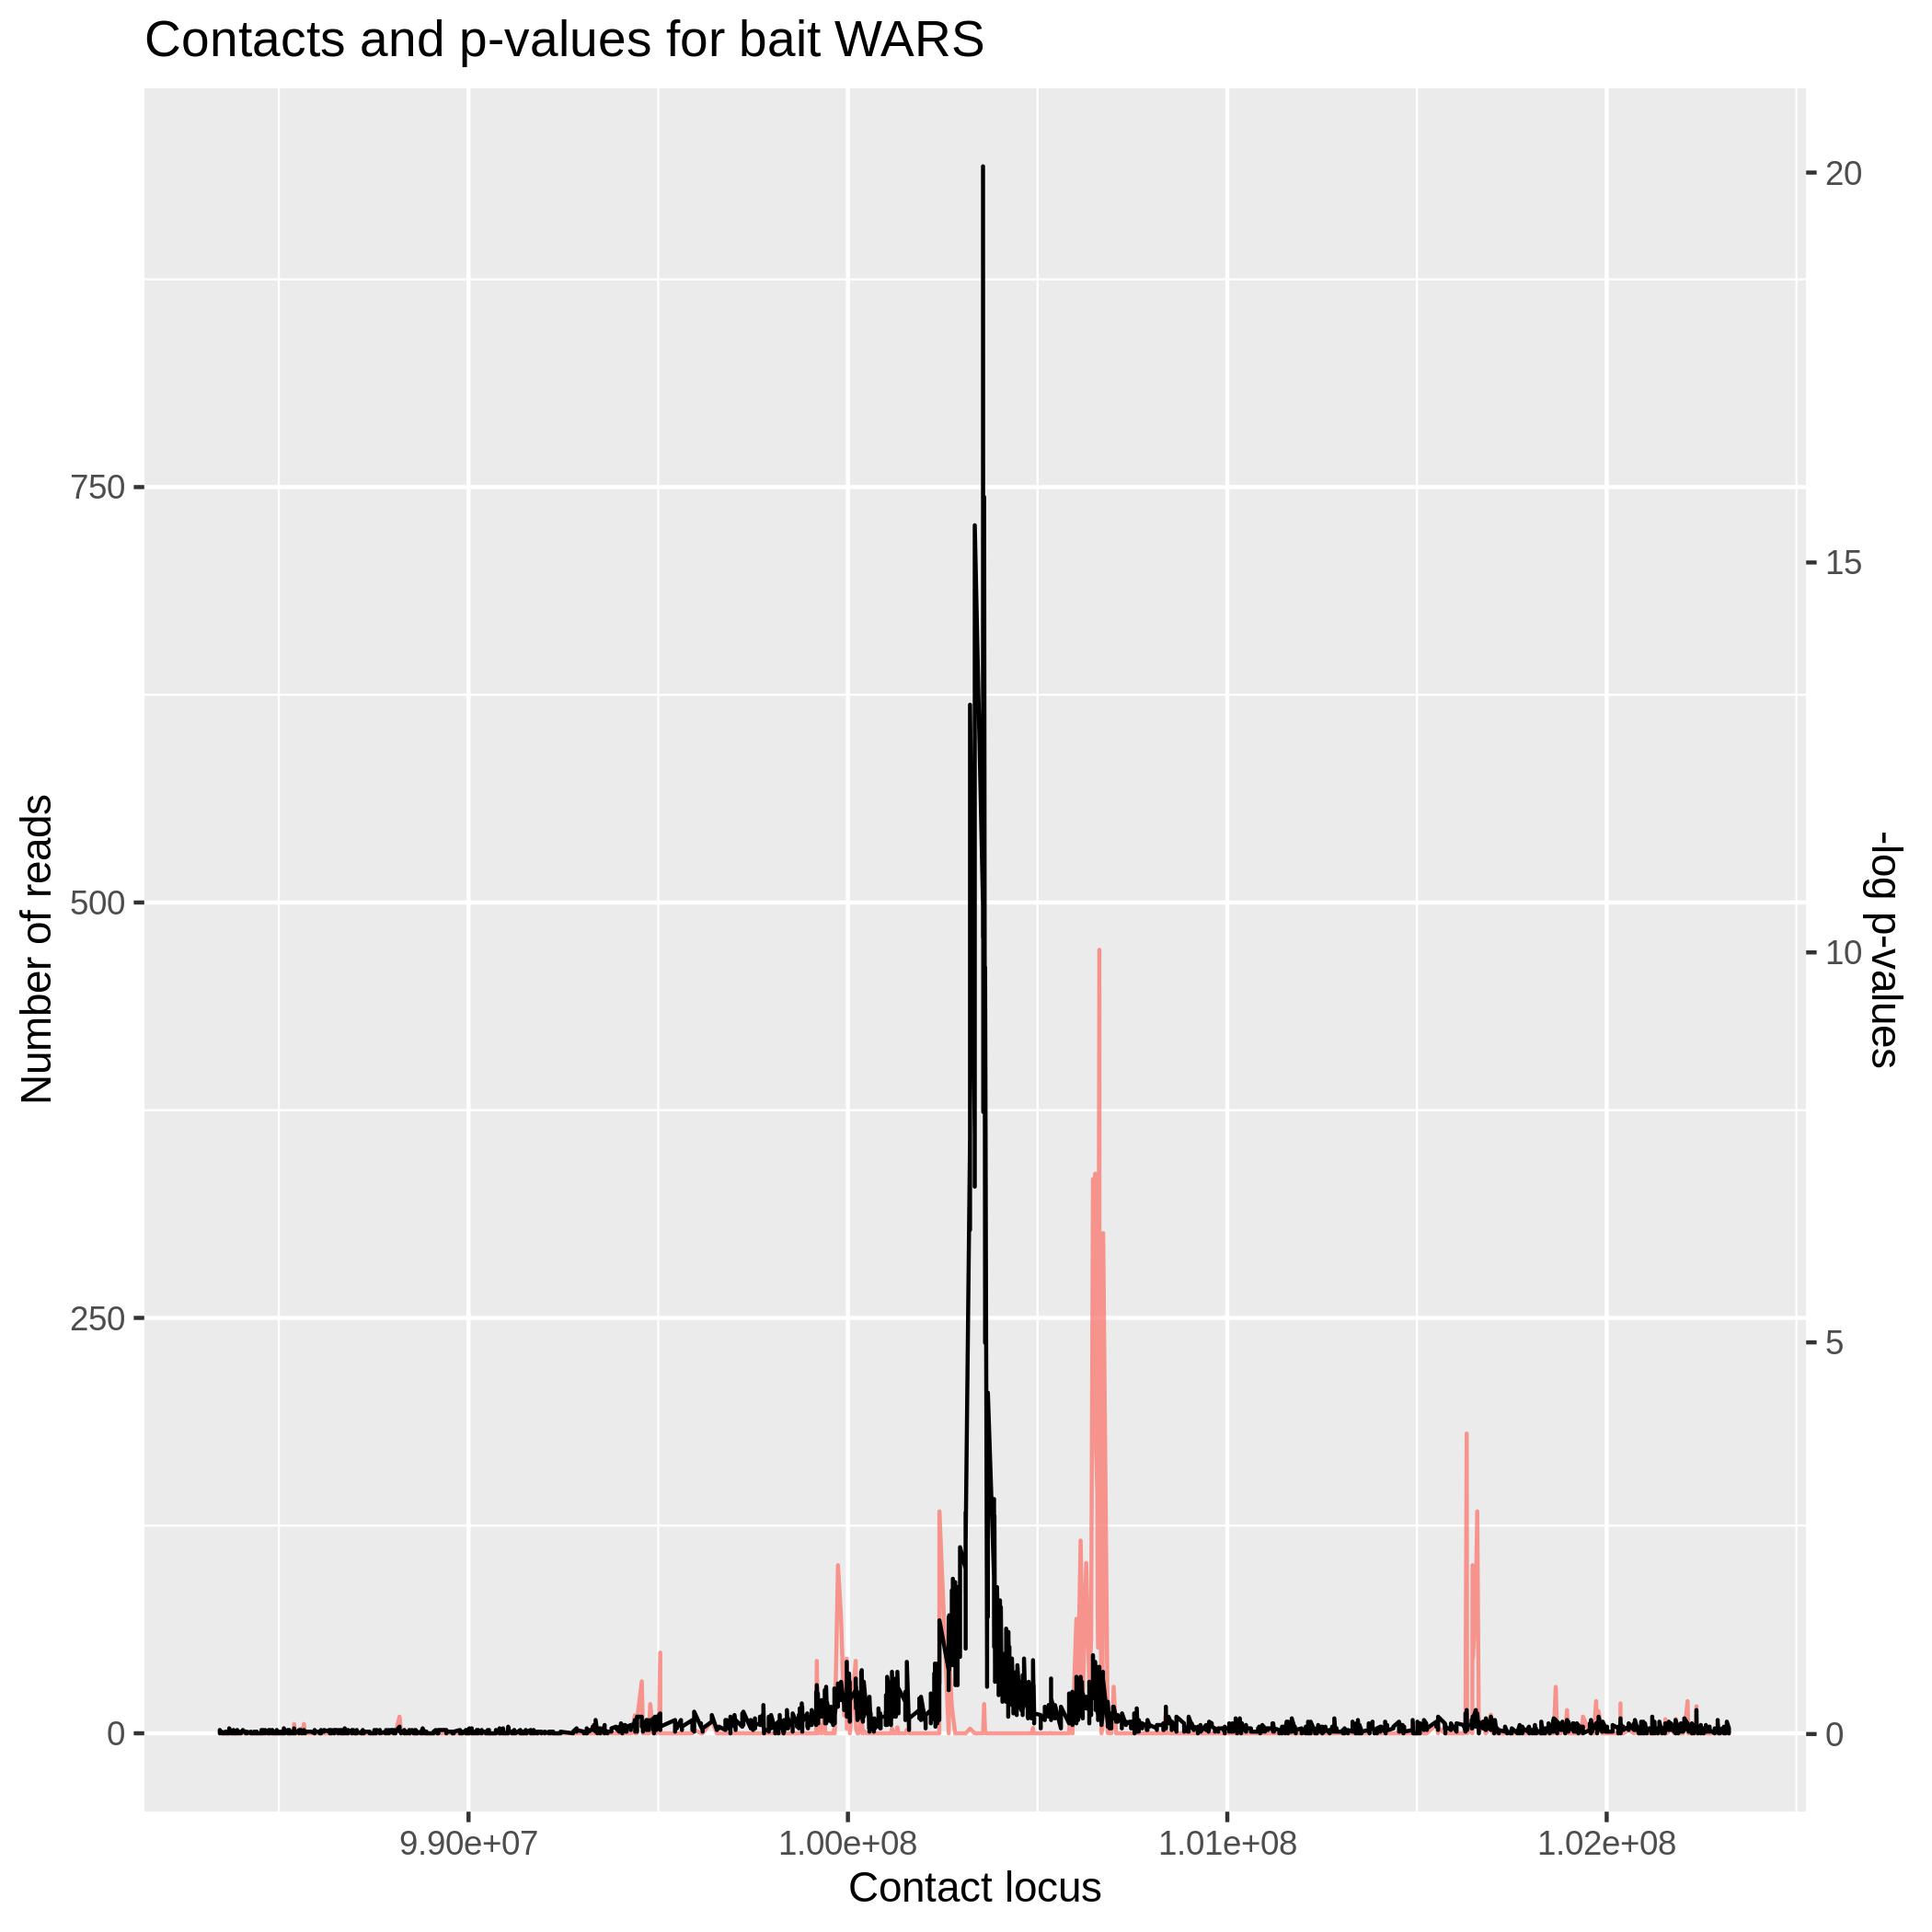 Contacts and p-values for bait WARS
Number of reads
750
500
250
0
20
15
10
5
0
-log p-values
9.90e+07
1.00e+08
1.01e+08
1.02e+08
Contact locus